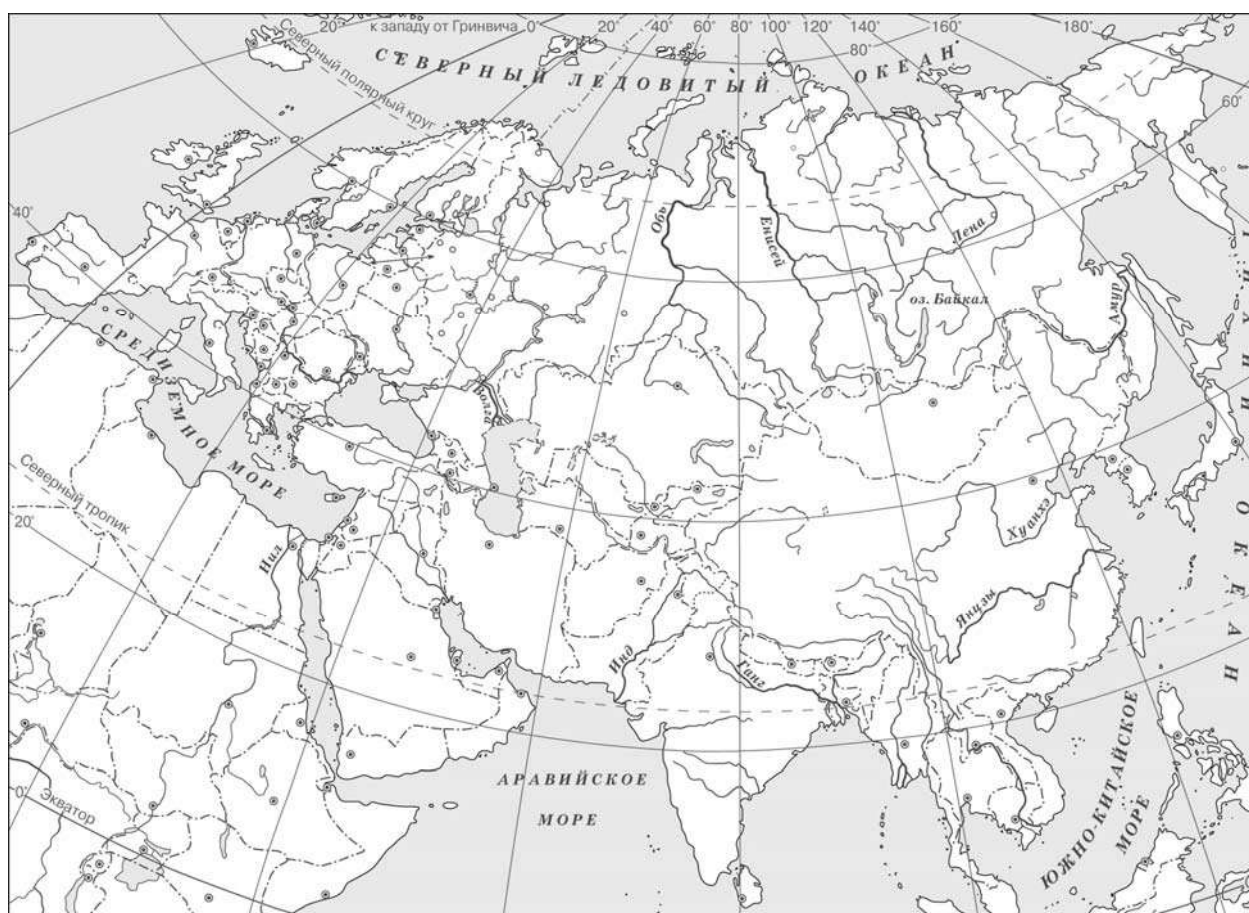 20° к западу от Гринвича 0° 20° 40° 60° 80° 100° 120° 140° 160° 180°
80°
60°
СЕВЕРНЫЙ ЛЕДОВИТЫЙ ОКЕАН
Северный полярный круг
40°
Обь
Енисей
Лена
оз. Байкал
Амур
ТИХИЙ ОКЕАН
СРЕДИЗЕМНОЕ МОРЕ
Волга
Северный тропик
20°
Нил
Хуанхэ
Янцзы
Инд
Ганг
АРАВИЙСКОЕ
МОРЕ
ЮЖНО-КИТАЙСКОЕ
МОРЕ
0°
Экватор